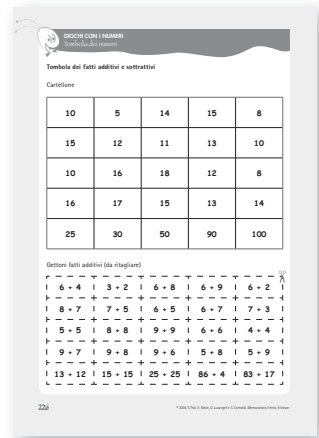 GIOCHI CON I NUMERI
Tombola dei numeri
Tombola dei fatti additivi e sottrattivi
Cartellone
10 5 14 15 8
15 12 11 13 10
10 16 18 12 8
16 17 15 13 14
25 30 50 90 100
Gettoni fatti additivi (da ritagliare)
6 + 4 3 + 2 6 + 8 6 + 9 6 + 2
8 + 7 7 + 5 6 + 5 6 + 7 7 + 3
5 + 5 8 + 8 9 + 9 6 + 6 4 + 4
9 + 7 9 + 8 9 + 6 5 + 8 5 + 9
13 + 12 15 + 15 25 + 25 86 + 4 83 + 17
226